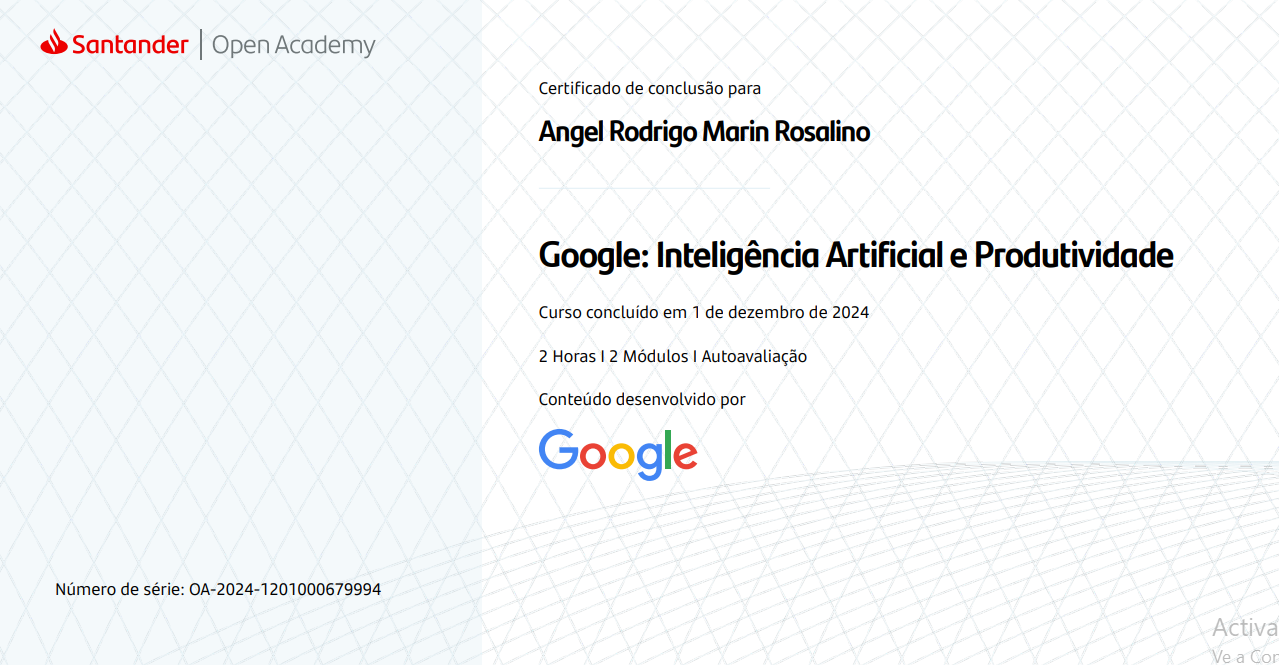 Santander | Open Academy
Certificado de conclusão para
Angel Rodrigo Marin Rosalino
Google: Inteligência Artificial e Produtividade
Curso concluído em 1 de dezembro de 2024
2 Horas I 2 Módulos I Autoavaliação
Conteúdo desenvolvido por
Google
Número de série: OA-2024-1201000679994
Activa
Ve a Con